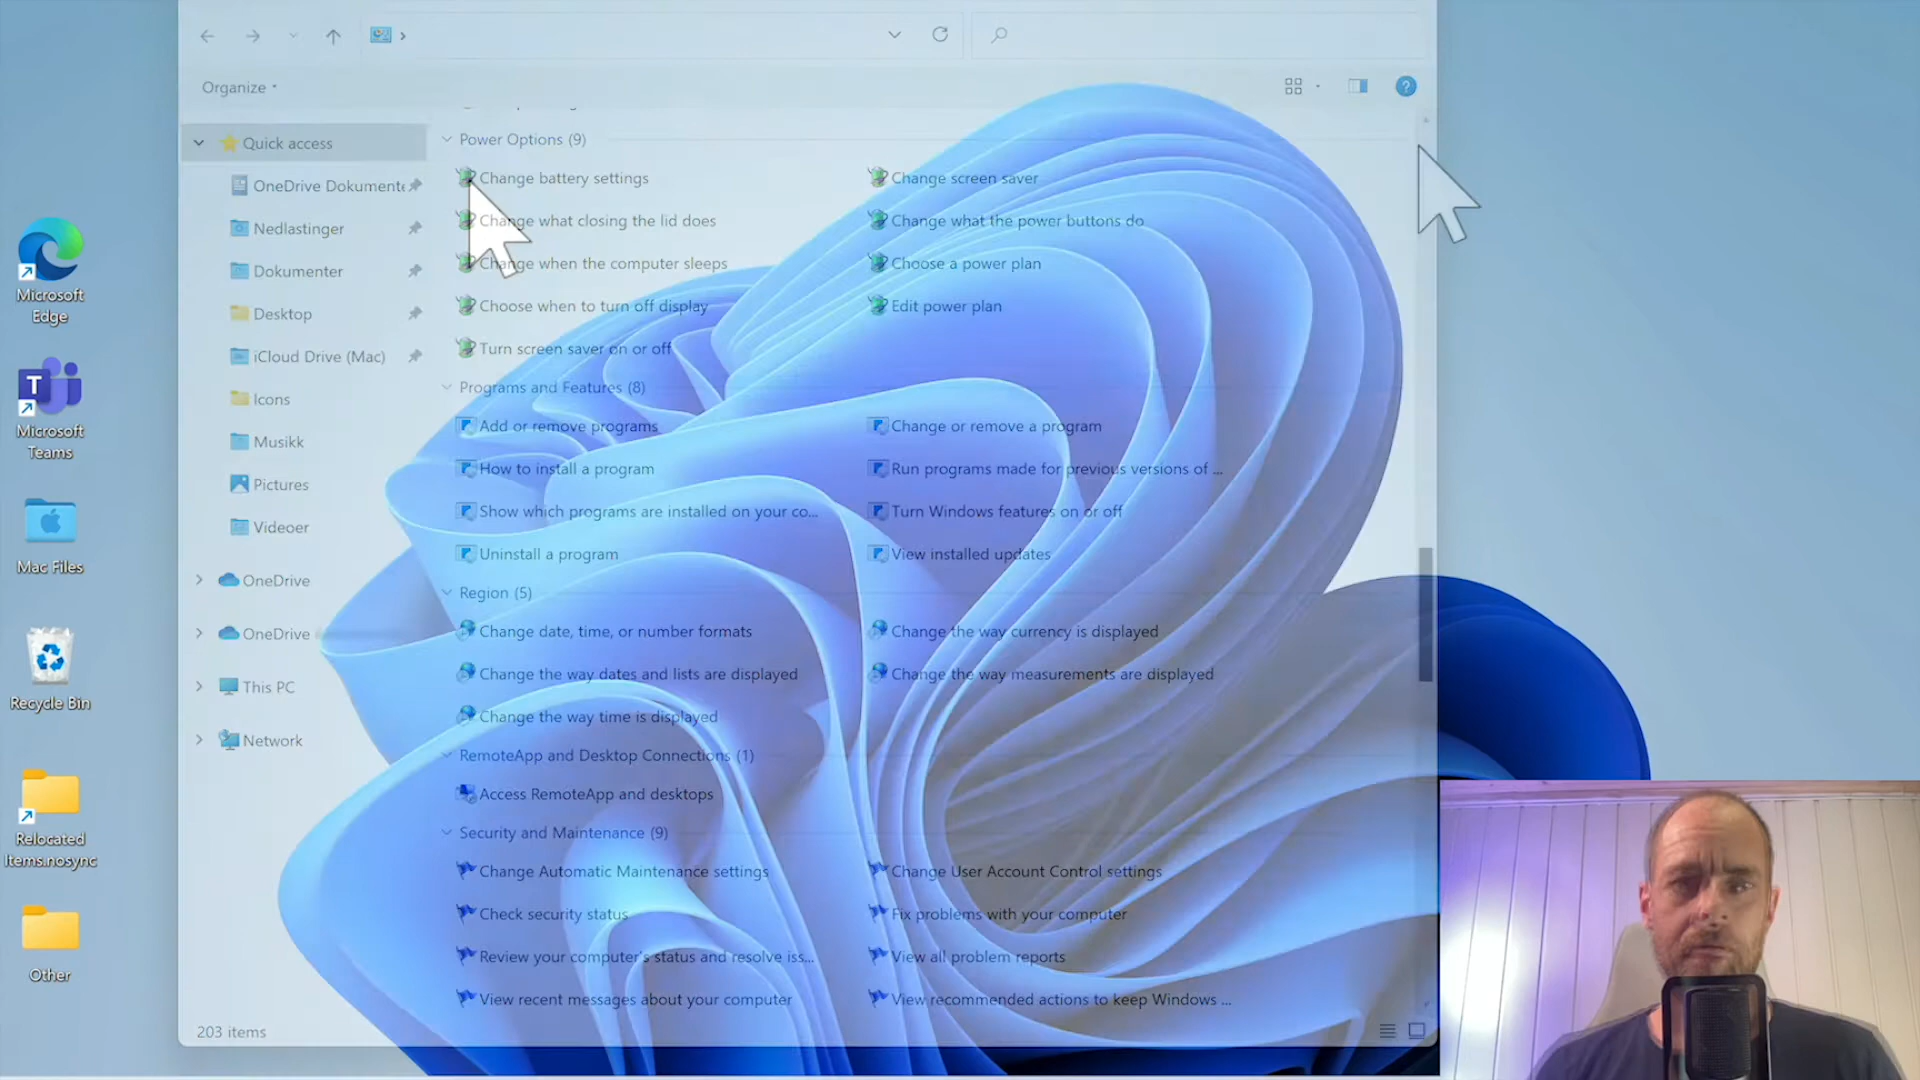 Organize
Quick access
OneDrive Dokumente
Nedlastinger
Dokumenter
Desktop
iCloud Drive (Mac)
Icons
Musikk
Pictures
Videoer
OneDrive
OneDrive
This PC
Network
Power Options (9)
Change battery settings
Change screen saver
Change what closing the lid does
Change what the power buttons do
Change when the computer sleeps
Choose a power plan
Choose when to turn off display
Edit power plan
Turn screen saver on or off
Programs and Features (8)
Add or remove programs
Change or remove a program
How to install a program
Run programs made for previous versions of ...
Show which programs are installed on your co...
Turn Windows features on or off
Uninstall a program
View installed updates
Region (5)
Change date, time, or number formats
Change the way currency is displayed
Change the way dates and lists are displayed
Change the way measurements are displayed
Change the way time is displayed
RemoteApp and Desktop Connections (1)
Access RemoteApp and desktops
Security and Maintenance (9)
Change Automatic Maintenance settings
Change User Account Control settings
Check security status
Fix problems with your computer
Review your computer's status and resolve iss...
View all problem reports
View recent messages about your computer
View recommended actions to keep Windows ...
203 items
Microsoft
Edge
T
Microsoft
Teams
Mac Files
Recycle Bin
Relocated
Items.nosync
Other